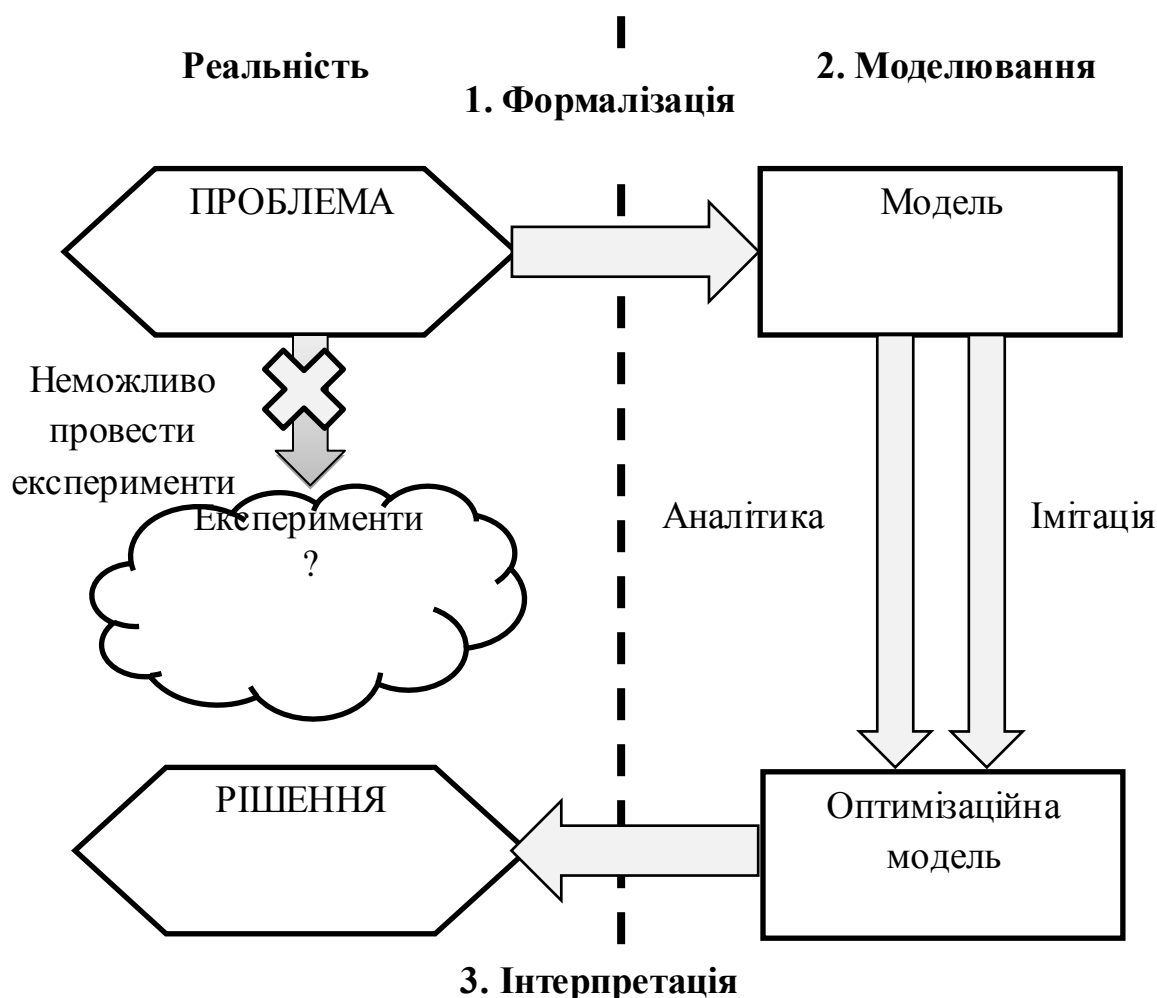 Реальність
2. Моделювання
1. Формалізація
ПРОБЛЕМА
Модель
Неможливо
провести
експерименти
Експерименти
?
Аналітика
Імітація
РІШЕННЯ
Оптимізаційна
модель
3. Інтерпретація